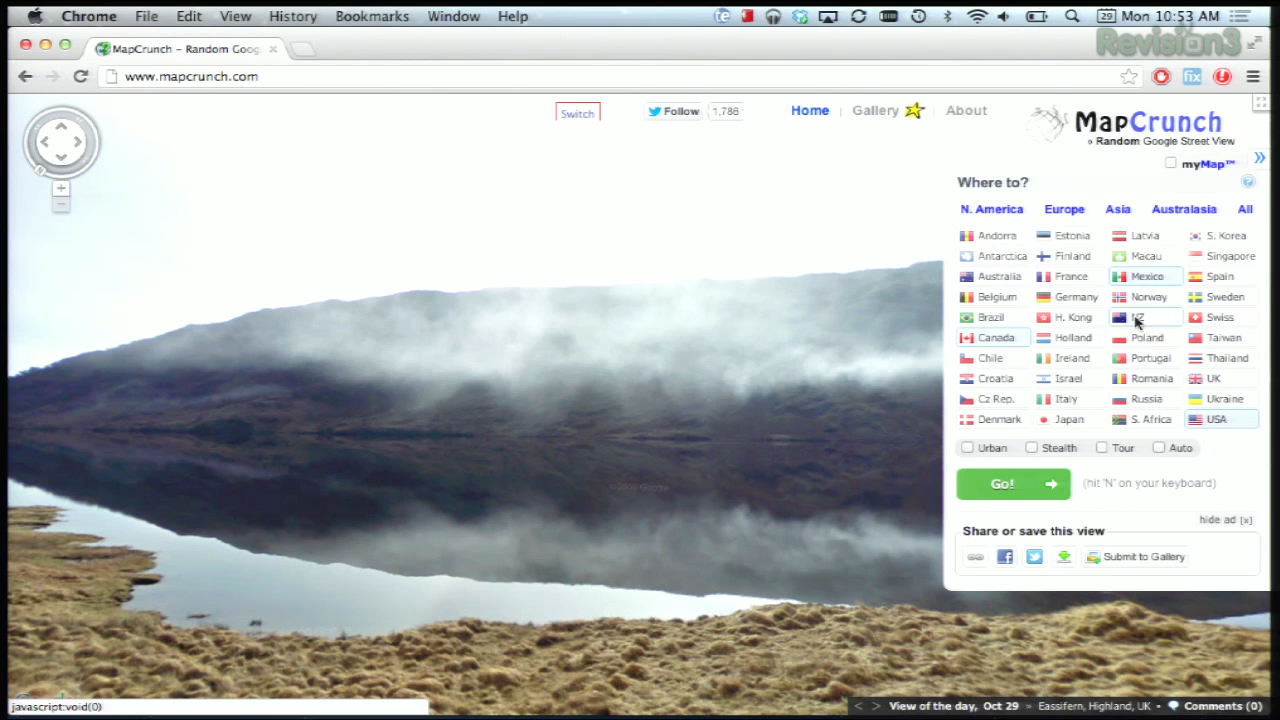 Chrome File Edit View History Bookmarks Window Help 29 Mon 10:53 AM
Revision3
MapCrunch – Random Goog
www.mapcrunch.com
Switch Follow 1,786 Home Gallery About
MapCrunch
» Random Google Street View
myMap™
Where to?
N. America Europe Asia Australasia All
Andorra Estonia Latvia S. Korea
Antarctica Finland Macau Singapore
Australia France Mexico Spain
Belgium Germany Norway Sweden
Brazil H. Kong NZ Swiss
Canada Holland Poland Taiwan
Chile Ireland Portugal Thailand
Croatia Israel Romania UK
Cz Rep. Italy Russia Ukraine
Denmark Japan S. Africa USA
Urban Stealth Tour Auto
Go! (hit 'N' on your keyboard)
hide ad [x]
Share or save this view
Submit to Gallery
javascript:void(0)
< > View of the day, Oct 29 » Eassifern, Highland, UK • Comments (0)